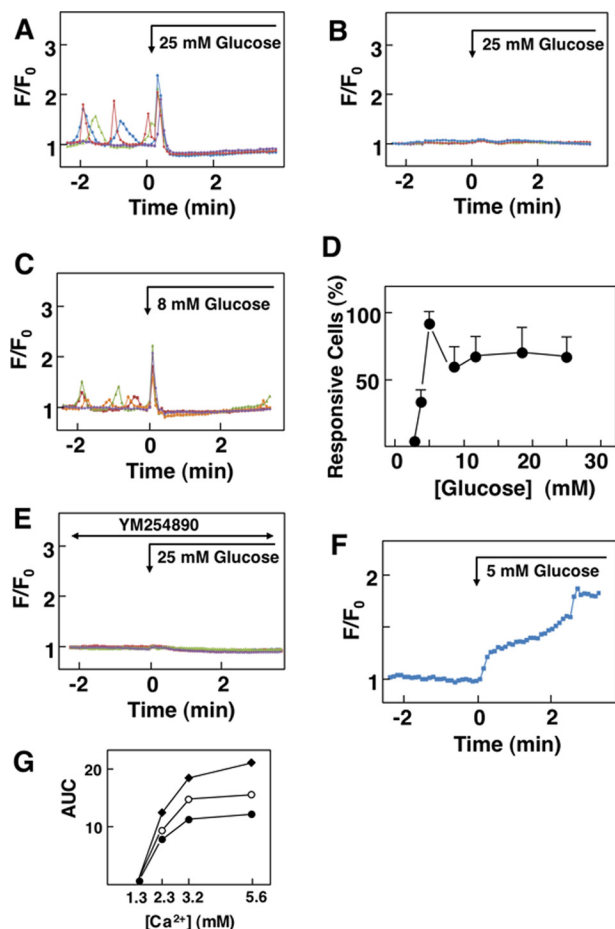 A
25 mM Glucose
3
2
1
F/F0
-2 0 2
Time (min)
B
25 mM Glucose
3
2
1
F/F0
-2 0 2
Time (min)
C
8 mM Glucose
3
2
1
F/F0
-2 0 2
Time (min)
D
100
50
Responsive Cells (%)
0 10 20 30
[Glucose] (mM)
E
YM254890
25 mM Glucose
3
2
1
F/F0
-2 0 2
Time (min)
F
5 mM Glucose
2
1
F/F0
-2 0 2
Time (min)
G
20
10
AUC
1.3 2.3 3.2 5.6
[Ca2+] (mM)